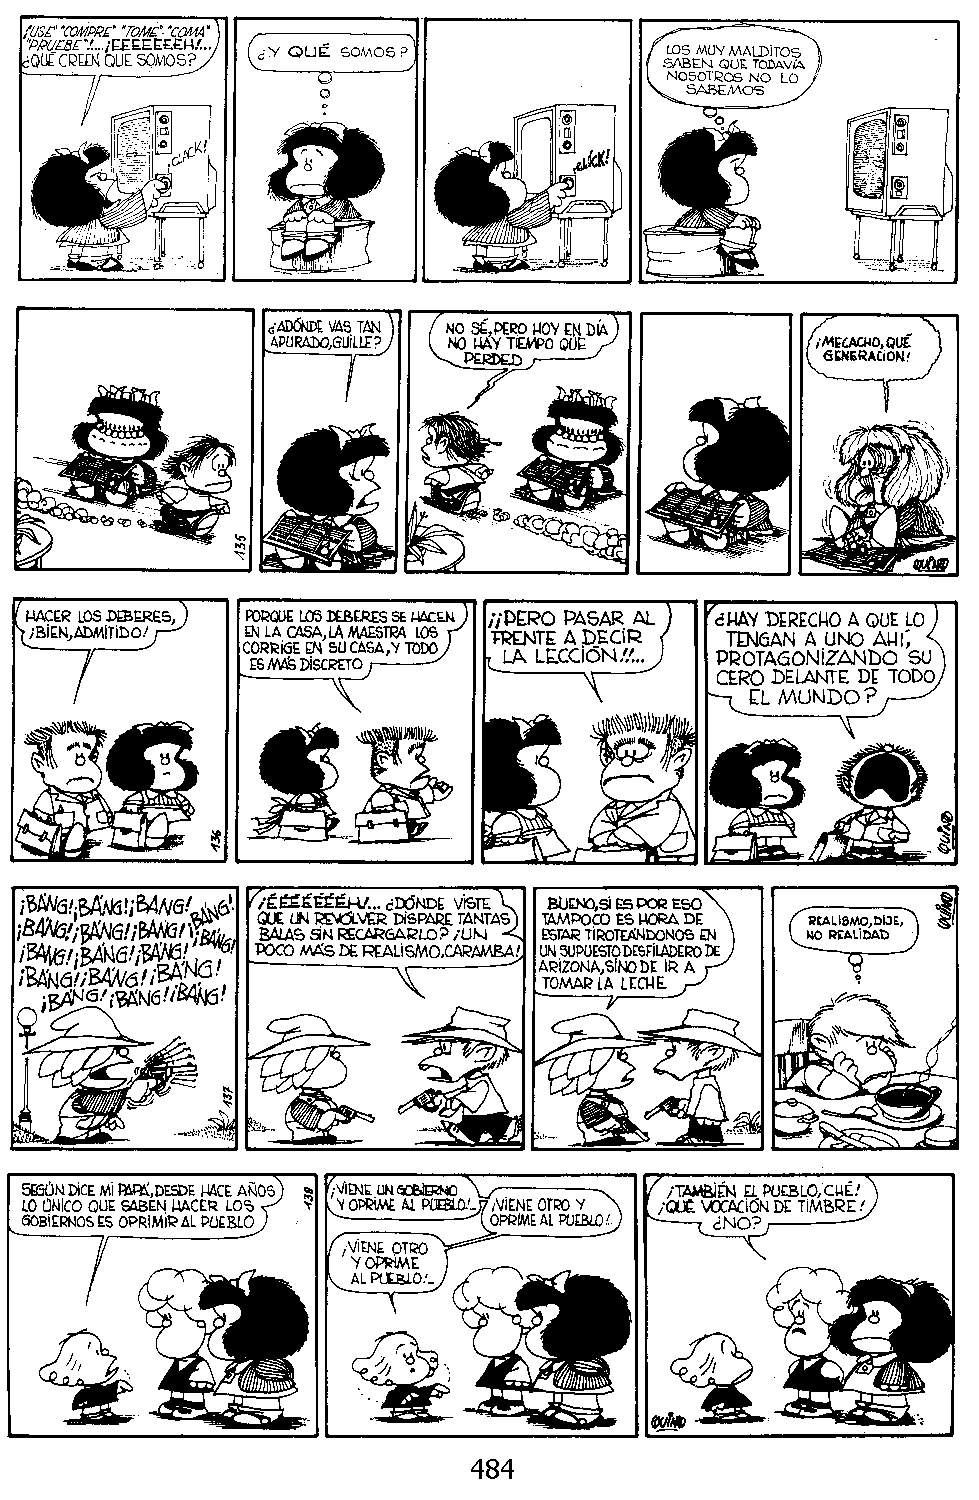 ¡"USE" "COMPRE" "TOME" "COMA"
"PRUEBE"!... ¡EEEEEEEH!...
¿QUÉ CREEN QUE SOMOS?
¡CLACK!
¿Y QUÉ SOMOS?
¡CLICK!
LOS MUY MALDITOS
SABEN QUE TODAVÍA
NOSOTROS NO LO
SABEMOS
135
¿ADÓNDE VAS TAN
APURADO, GUILLE?
NO SÉ, PERO HOY EN DÍA
NO HAY TIEMPO QUE
PERDED
¡MECACHO, QUÉ
GENERACION!
QUINO
HACER LOS DEBERES,
¡BIEN, ADMITIDO!
136
PORQUE LOS DEBERES SE HACEN
EN LA CASA, LA MAESTRA LOS
CORRIGE EN SU CASA, Y TODO
ES MÁS DISCRETO
¡¡PERO PASAR AL
FRENTE A DECIR
LA LECCIÓN!!...
¿HAY DERECHO A QUE LO
TENGAN A UNO AHÍ,
PROTAGONIZANDO SU
CERO DELANTE DE TODO
EL MUNDO?
QUINO
¡BANG! ¡BANG! ¡BANG!
¡BANG! ¡BANG! ¡BANG! ¡BANG!
¡BANG! ¡BANG! ¡BANG! ¡BANG!
¡BANG! ¡BANG! ¡BANG!
¡BANG! ¡BANG! ¡BANG!
137
¡EEEEEEEH!... ¿DÓNDE VISTE
QUE UN REVÓLVER DISPARE TANTAS
BALAS SIN RECARGARLO? ¡UN
POCO MÁS DE REALISMO, CARAMBA!
BUENO, SI ES POR ESO
TAMPOCO ES HORA DE
ESTAR TIROTEÁNDONOS EN
UN SUPUESTO DESFILADERO DE
ARIZONA, SINO DE IR A
TOMAR LA LECHE
REALISMO, DIJE,
NO REALIDAD
QUINO
SEGÚN DICE MI PAPÁ, DESDE HACE AÑOS
LO ÚNICO QUE SABEN HACER LOS
GOBIERNOS ES OPRIMIR AL PUEBLO
138
¡VIENE UN GOBIERNO
Y OPRIME AL PUEBLO!...
¡VIENE OTRO Y
OPRIME AL PUEBLO!...
¡VIENE OTRO
Y OPRIME
AL PUEBLO!...
¡TAMBIÉN EL PUEBLO, CHÉ!
¡QUÉ VOCACIÓN DE TIMBRE!
¿NO?
QUINO
484